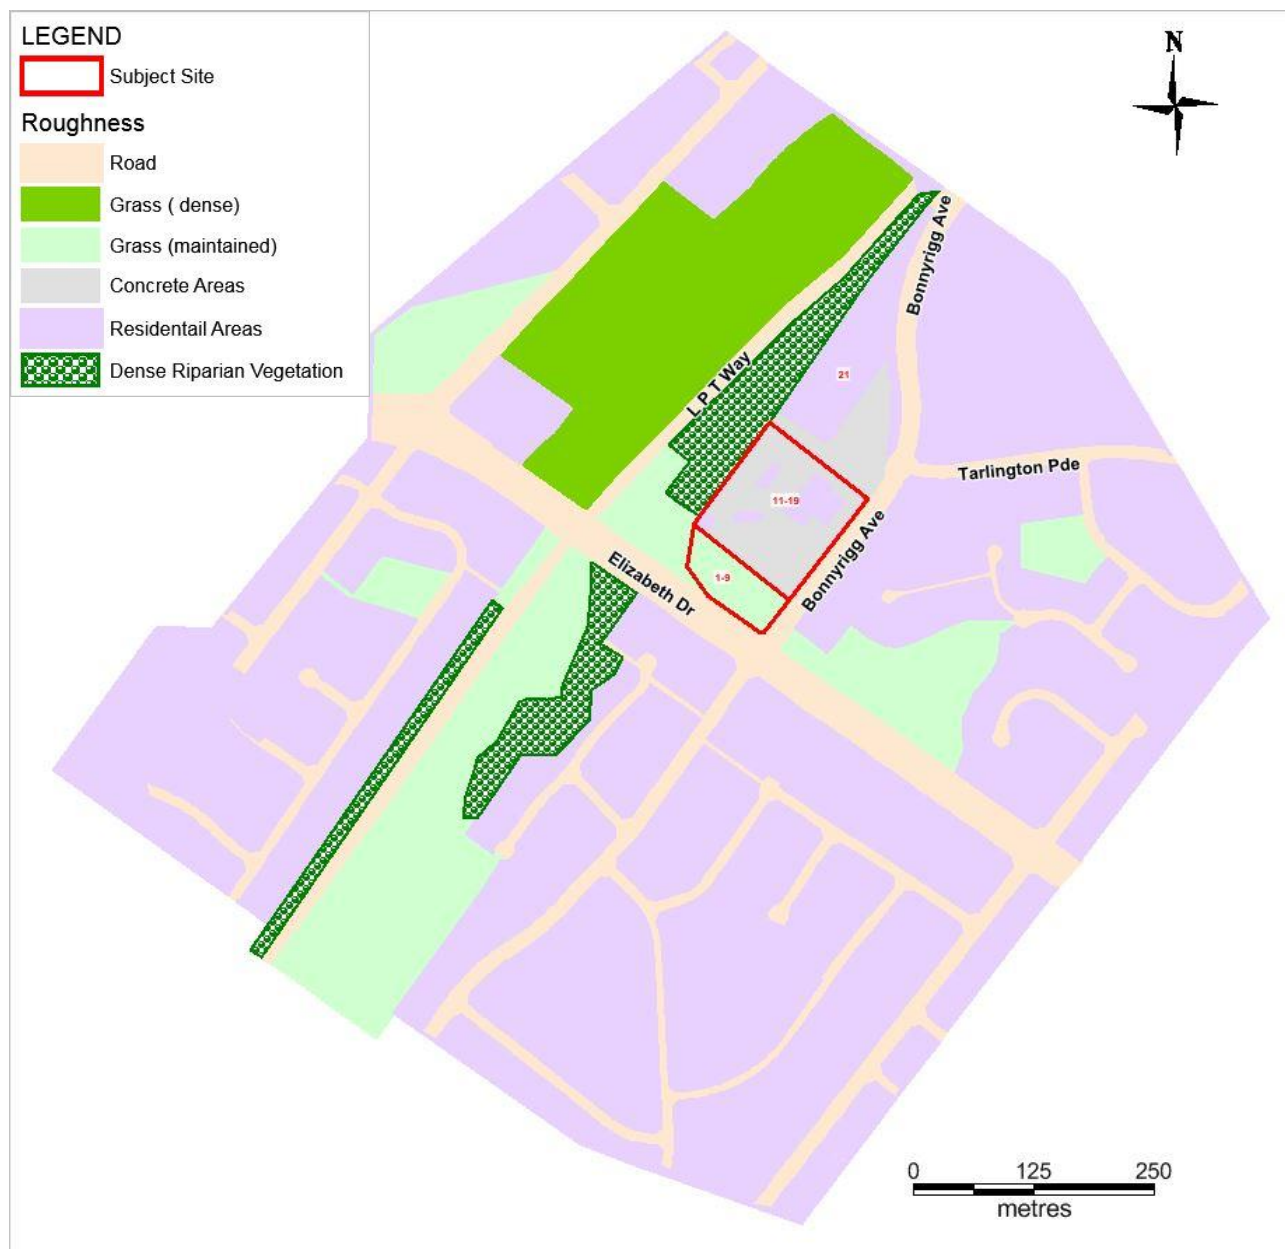 LEGEND
Subject Site
Roughness
Road
Grass ( dense)
Grass (maintained)
Concrete Areas
Residentail Areas
Dense Riparian Vegetation
N
Bonnyrigg Ave
L P T Way
21
Tarlington Pde
11-19
Bonnyrigg Ave
Elizabeth Dr
1-9
0 125 250
metres